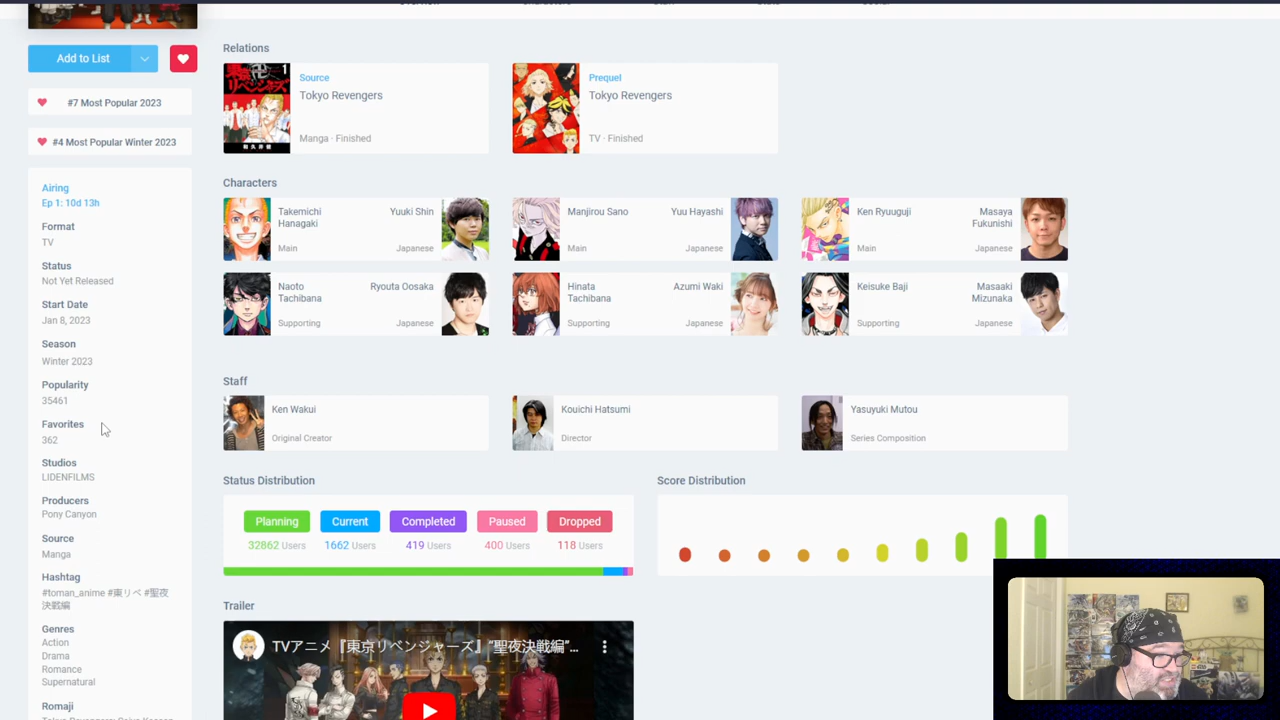 Add to List
#7 Most Popular 2023
#4 Most Popular Winter 2023
Airing
Ep 1: 10d 13h
Format
TV
Status
Not Yet Released
Start Date
Jan 8, 2023
Season
Winter 2023
Popularity
35461
Favorites
362
Studios
LIDENFILMS
Producers
Pony Canyon
Source
Manga
Hashtag
#toman_anime #東リベ #聖夜
決戦編
Genres
Action
Drama
Romance
Supernatural
Romaji
Relations
Source
Tokyo Revengers
Manga · Finished
Prequel
Tokyo Revengers
TV · Finished
Characters
Takemichi
Hanagaki
Main
Yuuki Shin
Japanese
Manjirou Sano
Main
Yuu Hayashi
Japanese
Ken Ryuuguji
Main
Masaya
Fukunishi
Japanese
Naoto
Tachibana
Supporting
Ryouta Oosaka
Japanese
Hinata
Tachibana
Supporting
Azumi Waki
Japanese
Keisuke Baji
Supporting
Masaaki
Mizunaka
Japanese
Staff
Ken Wakui
Original Creator
Kouichi Hatsumi
Director
Yasuyuki Mutou
Series Composition
Status Distribution
Planning
32862 Users
Current
1662 Users
Completed
419 Users
Paused
400 Users
Dropped
118 Users
Score Distribution
Trailer
TVアニメ『東京リベンジャーズ』"聖夜決戦編"...